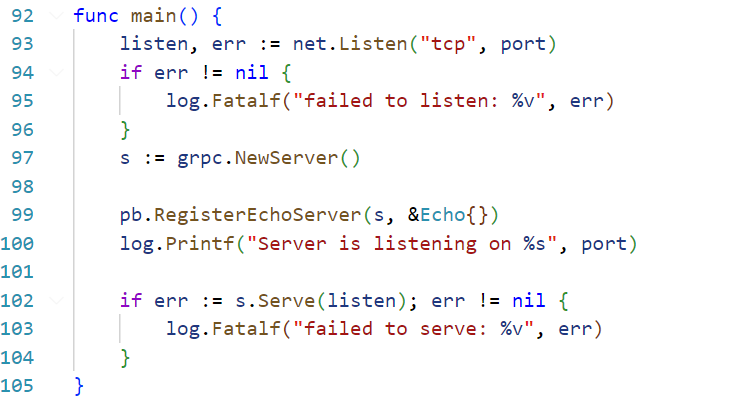 92 func main() {
93     listen, err := net.Listen("tcp", port)
94     if err != nil {
95         log.Fatalf("failed to listen: %v", err)
96     }
97     s := grpc.NewServer()
98
99     pb.RegisterEchoServer(s, &Echo{})
100     log.Printf("Server is listening on %s", port)
101
102     if err := s.Serve(listen); err != nil {
103         log.Fatalf("failed to serve: %v", err)
104     }
105 }